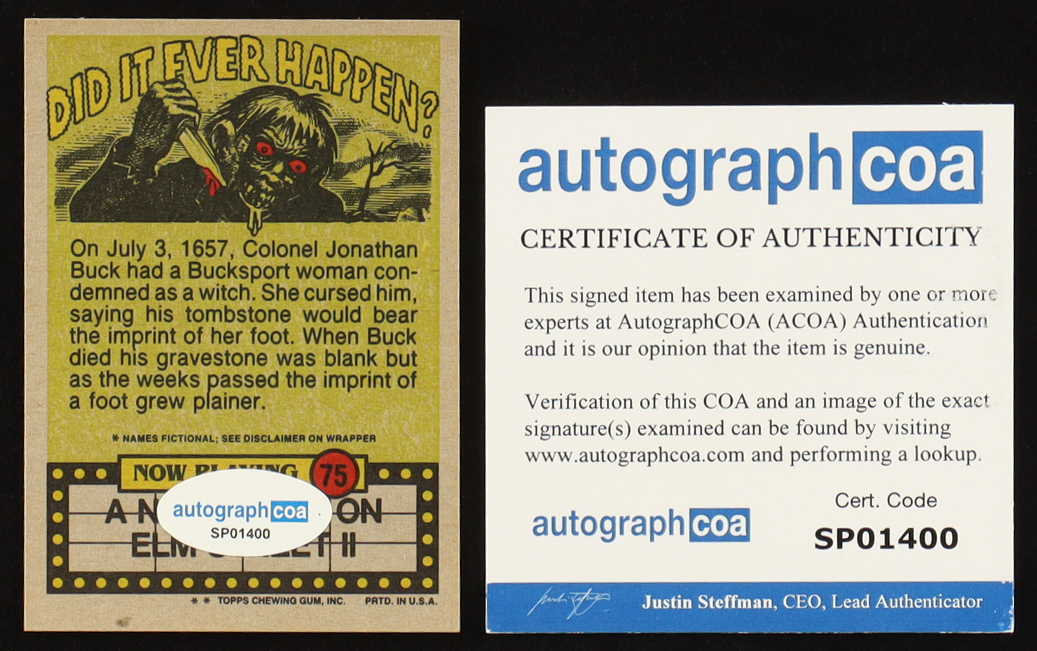 DID IT EVER HAPPEN?
On July 3, 1657, Colonel Jonathan
Buck had a Bucksport woman con-
demned as a witch. She cursed him,
saying his tombstone would bear
the imprint of her foot. When Buck
died his gravestone was blank but
as the weeks passed the imprint of
a foot grew plainer.
* NAMES FICTIONAL; SEE DISCLAIMER ON WRAPPER
NOW PLAYING 75
A N ON
ELM T II
autograph coa
SP01400
* * TOPPS CHEWING GUM, INC. PRTD. IN U.S.A.
autograph coa
CERTIFICATE OF AUTHENTICITY
This signed item has been examined by one or more
experts at AutographCOA (ACOA) Authentication
and it is our opinion that the item is genuine.
Verification of this COA and an image of the exact
signature(s) examined can be found by visiting
www.autographcoa.com and performing a lookup.
autograph coa
Cert. Code
SP01400
Justin Steffman, CEO, Lead Authenticator